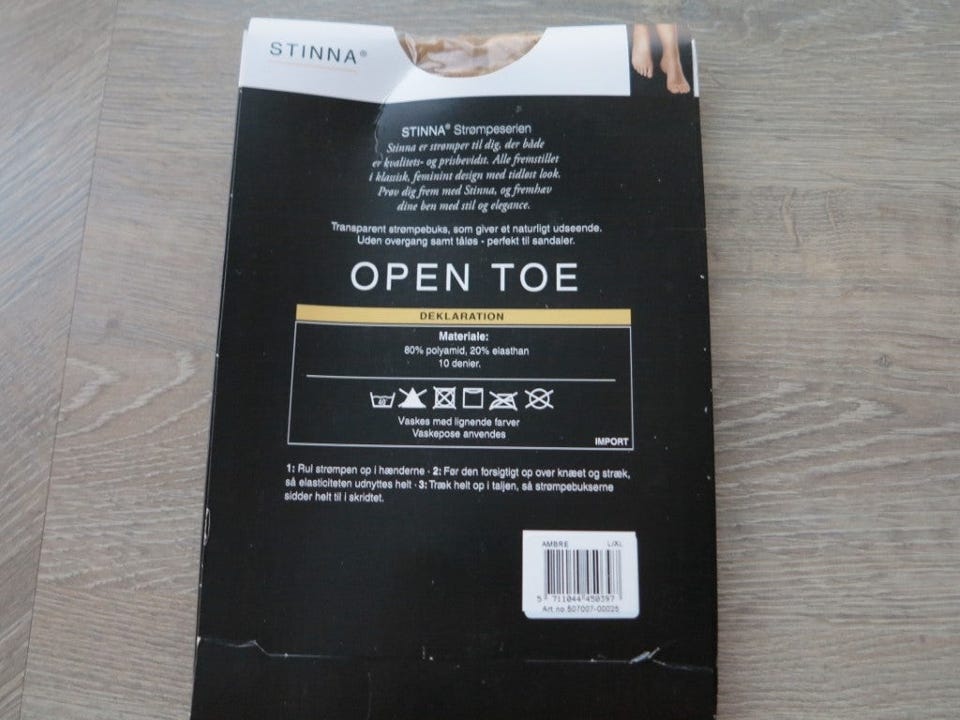 STINNA®
STINNA® Strømpeserien
Stinna er strømper til dig, der både
er kvalitets- og prisbevidst. Alle fremstillet
i klassisk, feminint design med tidløst look.
Prøv dig frem med Stinna, og fremhæv
dine ben med stil og elegance.
Transparent strømpebuks, som giver et naturligt udseende.
Uden overgang samt tåløs - perfekt til sandaler.
OPEN TOE
DEKLARATION
Materiale:
80% polyamid, 20% elasthan
10 denier.
40
Vaskes med lignende farver
Vaskepose anvendes
IMPORT
1: Rul strømpen op i hænderne · 2: Før den forsigtigt op over knæet og stræk,
så elasticiteten udnyttes helt · 3: Træk helt op i taljen, så strømpebukserne
sidder helt til i skridtet.
AMBRE L/XL
5 711044 450397
Art no.507007-00025